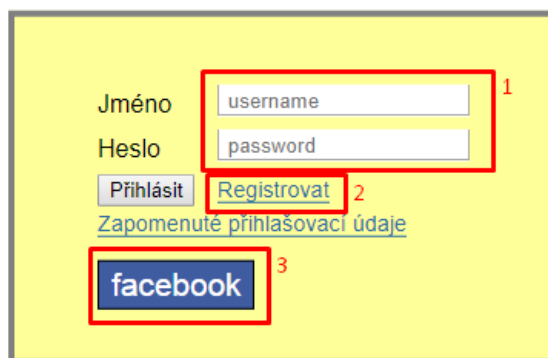 Jméno username 1
Heslo password
Přihlásit Registrovat 2
Zapomenuté přihlašovací údaje
facebook 3